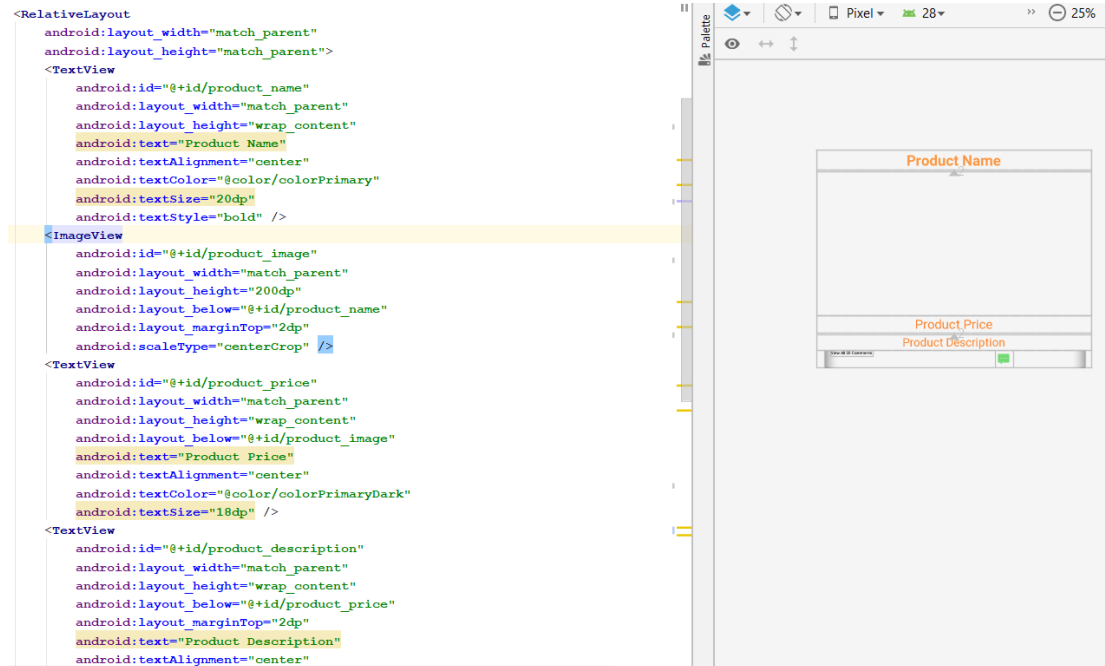 <RelativeLayout
android:layout_width="match_parent"
android:layout_height="match_parent">
<TextView
android:id="@+id/product_name"
android:layout_width="match_parent"
android:layout_height="wrap_content"
android:text="Product Name"
android:textAlignment="center"
android:textColor="@color/colorPrimary"
android:textSize="20dp"
android:textStyle="bold" />
<ImageView
android:id="@+id/product_image"
android:layout_width="match_parent"
android:layout_height="200dp"
android:layout_below="@+id/product_name"
android:layout_marginTop="2dp"
android:scaleType="centerCrop" />
<TextView
android:id="@+id/product_price"
android:layout_width="match_parent"
android:layout_height="wrap_content"
android:layout_below="@+id/product_image"
android:text="Product Price"
android:textAlignment="center"
android:textColor="@color/colorPrimaryDark"
android:textSize="18dp" />
<TextView
android:id="@+id/product_description"
android:layout_width="match_parent"
android:layout_height="wrap_content"
android:layout_below="@+id/product_price"
android:layout_marginTop="2dp"
android:text="Product Description"
android:textAlignment="center"
Palette
Pixel
28
25%
Product Name
2
Product Price
2
Product Description